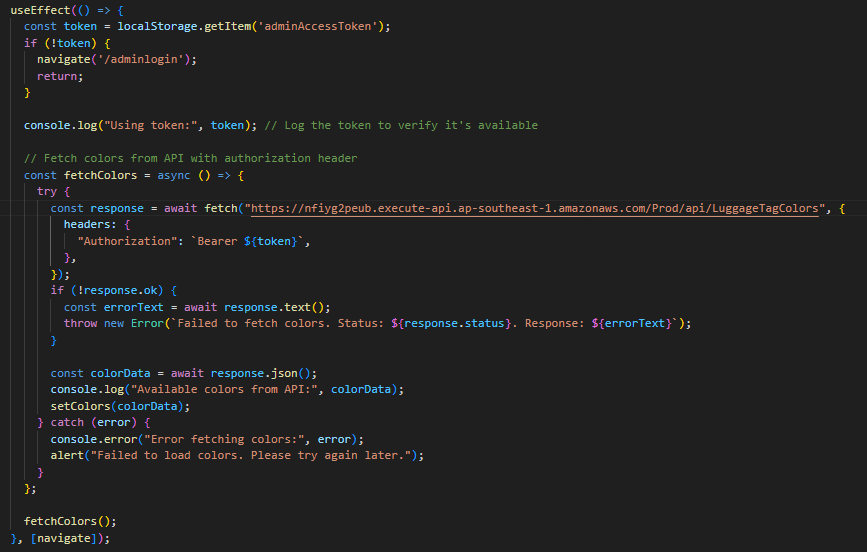 useEffect(() => {
  const token = localStorage.getItem('adminAccessToken');
  if (!token) {
    navigate('/adminlogin');
    return;
  }

  console.log("Using token:", token); // Log the token to verify it's available

  // Fetch colors from API with authorization header
  const fetchColors = async () => {
    try {
      const response = await fetch("https://nfiyg2peub.execute-api.ap-southeast-1.amazonaws.com/Prod/api/LuggageTagColors", {
        headers: {
          "Authorization": `Bearer ${token}`,
        },
      });
      if (!response.ok) {
        const errorText = await response.text();
        throw new Error(`Failed to fetch colors. Status: ${response.status}. Response: ${errorText}`);
      }

      const colorData = await response.json();
      console.log("Available colors from API:", colorData);
      setColors(colorData);
    } catch (error) {
      console.error("Error fetching colors:", error);
      alert("Failed to load colors. Please try again later.");
    }
  };

  fetchColors();
}, [navigate]);